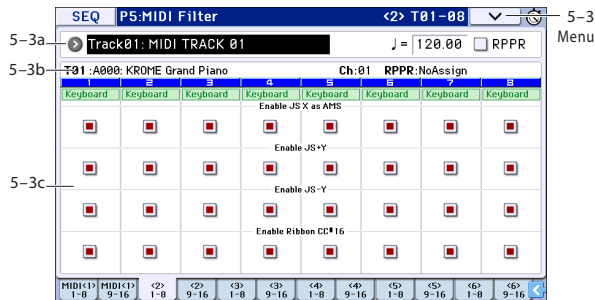 SEQ P5:MIDI Filter <2> T01-08
5-3
Menu
5-3a
Track01: MIDI TRACK 01 ♩= 120.00 RPPR
5-3b
T01 :A000: KROME Grand Piano Ch:01 RPPR:NoAssign
1 2 3 4 5 6 7 8
Keyboard Keyboard Keyboard Keyboard Keyboard Keyboard Keyboard Keyboard
Enable JS X as AMS
Enable JS+Y
5-3c
Enable JS-Y
Enable Ribbon CC#16
MIDI<1> MIDI<1> <2> <2> <3> <3> <4> <4> <5> <5> <6> <6>
1-8 9-16 1-8 9-16 1-8 9-16 1-8 9-16 1-8 9-16 1-8 9-16